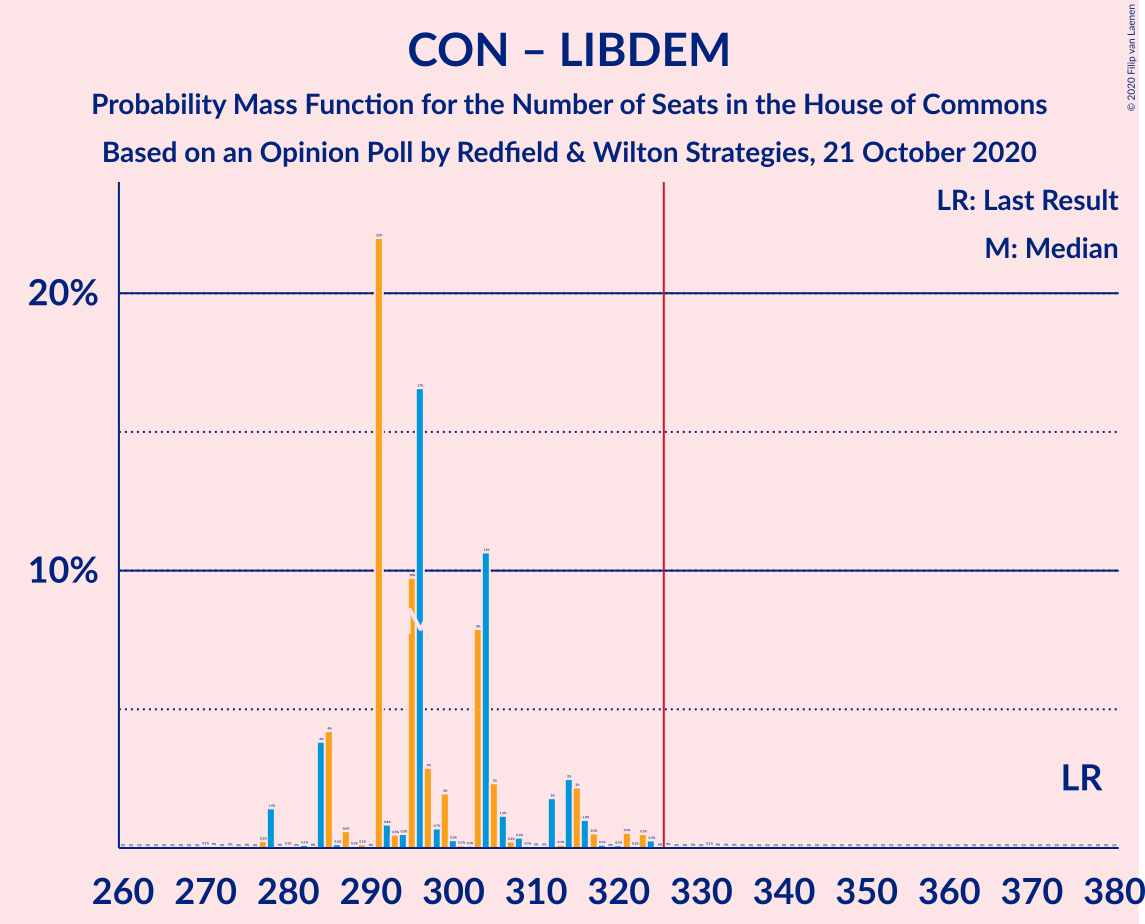 CON – LIBDEM
Probability Mass Function for the Number of Seats in the House of Commons
Based on an Opinion Poll by Redfield & Wilton Strategies, 21 October 2020
© 2020 Filip van Laenen
LR: Last Result
M: Median
20%
10%
M
LR
260 270 280 290 300 310 320 330 340 350 360 370 380